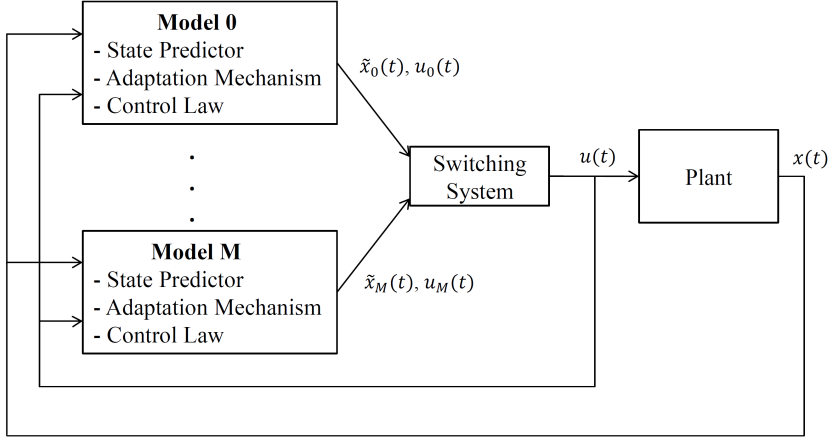 Model 0
- State Predictor
- Adaptation Mechanism
- Control Law
x̃₀(t), u₀(t)
Switching
System
u(t)
Plant
x(t)
.
.
.
Model M
- State Predictor
- Adaptation Mechanism
- Control Law
x̃_M(t), u_M(t)